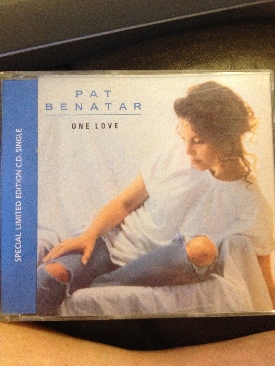 PAT
BENATAR
ONE LOVE
SPECIAL LIMITED EDITION C.D. SINGLE